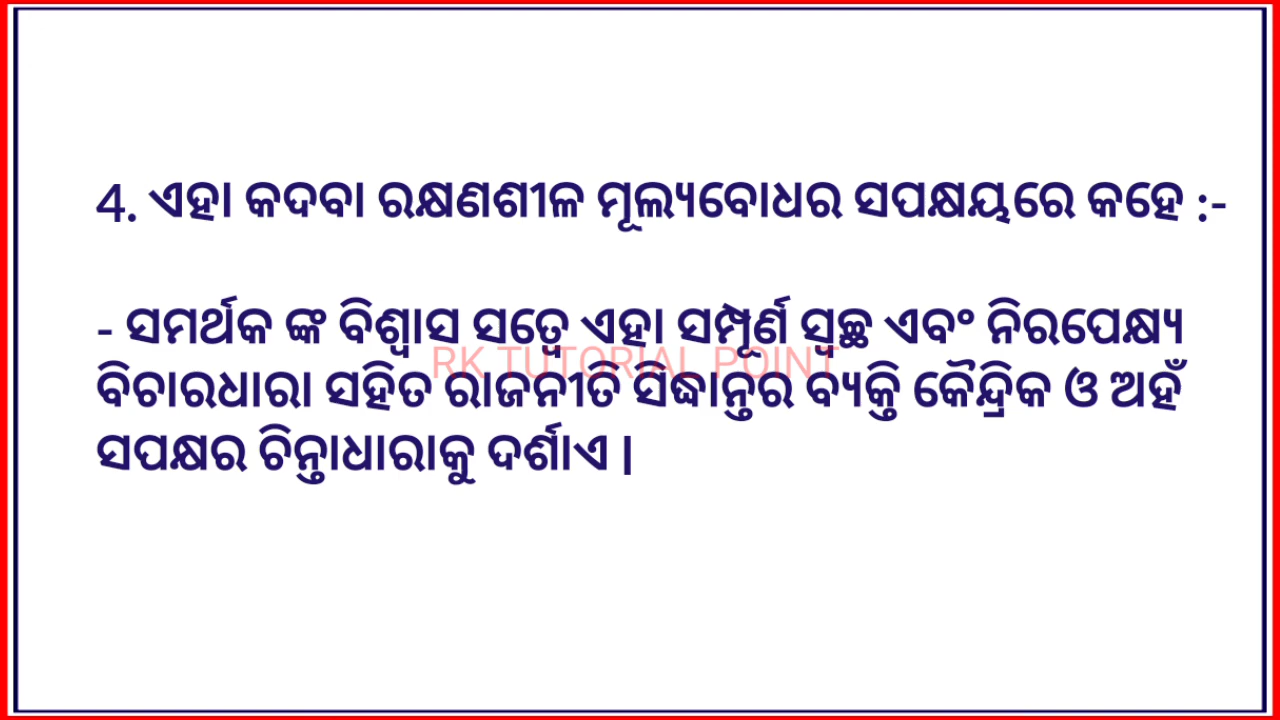 4. ଏହା କଦବା ରକ୍ଷଣଶୀଳ ମୂଲ୍ୟବୋଧର ସପକ୍ଷୟରେ କହେ :-
- ସମର୍ଥକ ଙ୍କ ବିଶ୍ୱାସ ସତ୍ୱେ ଏହା ସମ୍ପୂର୍ଣ ସ୍ୱଚ୍ଛ ଏବଂ ନିରପେକ୍ଷ୍ୟ
RK TUTORIAL POINT
ବିଚାରଧାରା ସହିତ ରାଜନୀତି ସିଦ୍ଧାନ୍ତର ବ୍ୟକ୍ତି କୈନ୍ଦ୍ରିକ ଓ ଅହଁ
ସପକ୍ଷର ଚିନ୍ତାଧାରାକୁ ଦର୍ଶାଏ |